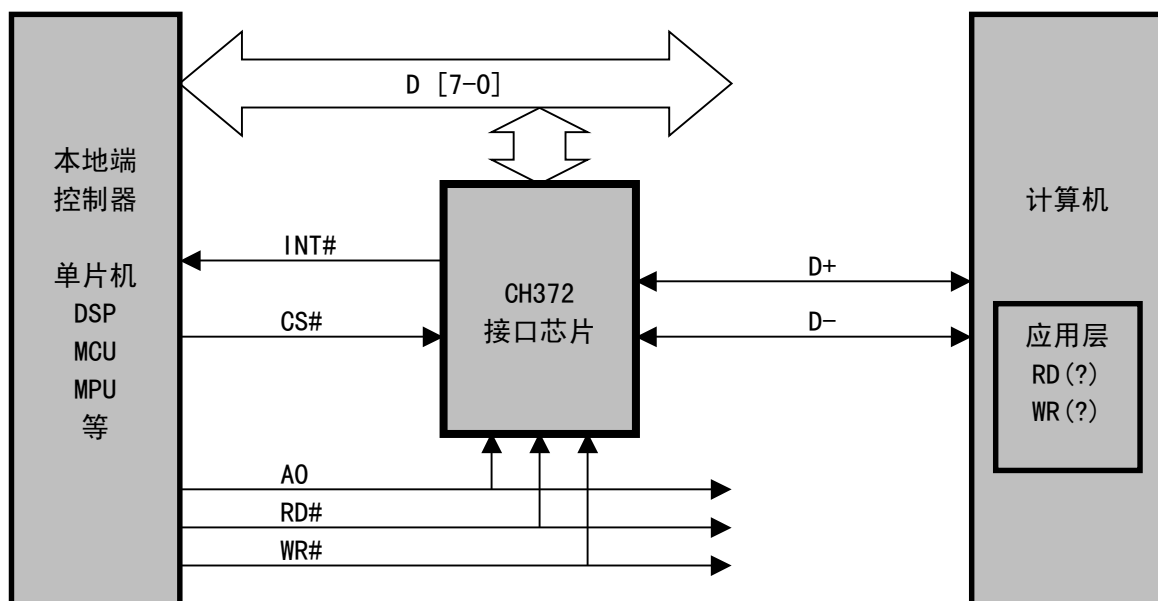 D [7-0]
本地端
控制器
单片机
DSP
MCU
MPU
等
INT#
CS#
CH372
接口芯片
D+
D-
计算机
应用层
RD(?)
WR(?)
A0
RD#
WR#